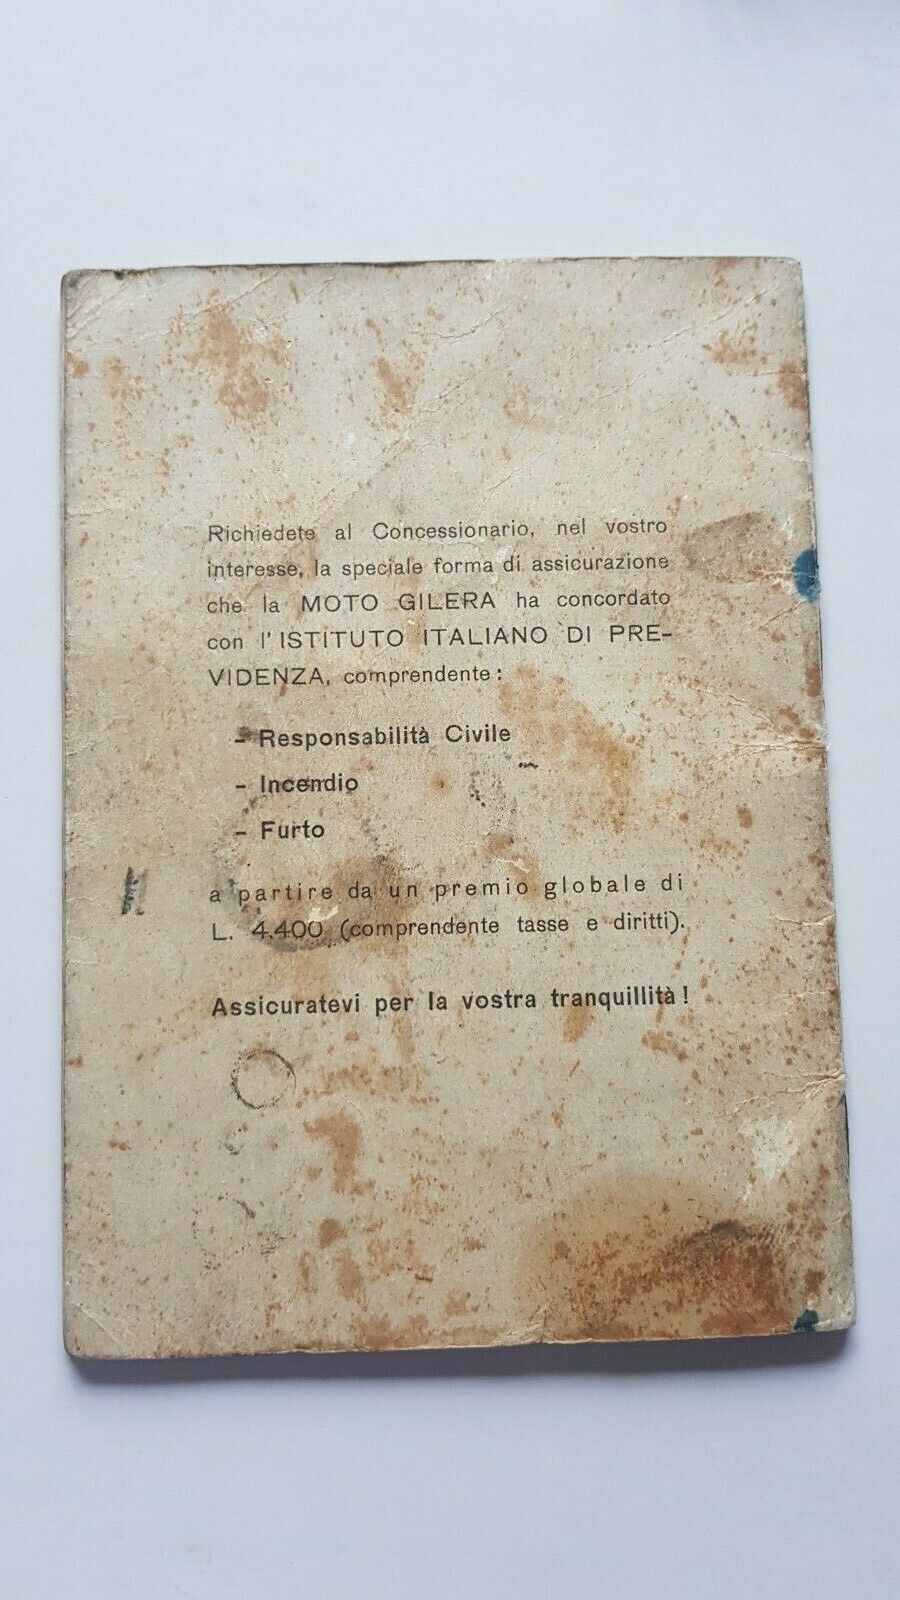 Richiedete al Concessionario, nel vostro
interesse, la speciale forma di assicurazione
che la MOTO GILERA ha concordato
con l'ISTITUTO ITALIANO DI PRE-
VIDENZA, comprendente:
- Responsabilità Civile
- Incendio
- Furto
a partire da un premio globale di
L. 4.400 (comprendente tasse e diritti).
Assicuratevi per la vostra tranquillità!